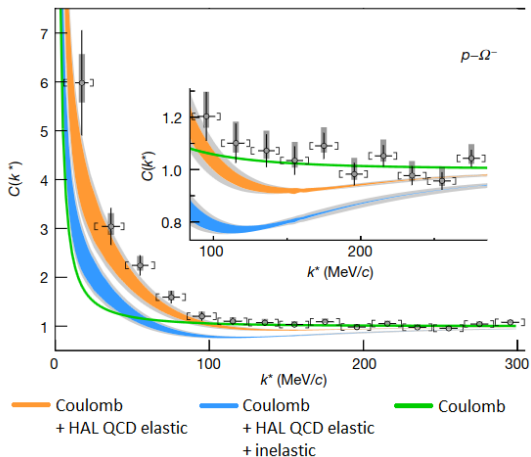 7
6
5
4
3
2
1
C(k*)
p–Ω⁻
1.2
1.0
0.8
C(k*)
100
200
k* (MeV/c)
0
100
200
300
k* (MeV/c)
Coulomb
+ HAL QCD elastic
Coulomb
+ HAL QCD elastic
+ inelastic
Coulomb